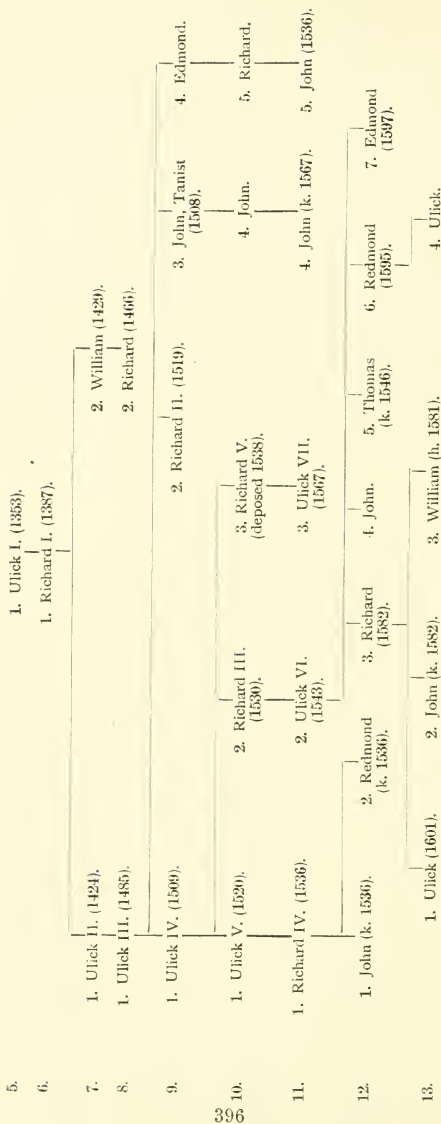 5.
1. Ulick I. (1353).
6.
1. Richard I. (1387).
7.
1. Ulick II. (1424).
2. William (1429).
8.
1. Ulick III. (1485).
2. Richard (1466).
9.
1. Ulick IV. (1509).
2. Richard II. (1519).
3. John, Tanist
(1508).
4. Edmond.
10.
1. Ulick V. (1520).
2. Richard III.
(1530).
3. Richard V.
(deposed 1538).
4. John.
5. Richard.
11.
1. Richard IV. (1536).
2. Ulick VI.
(1543).
3. Ulick VII.
(1567).
4. John (k. 1567).
5. John (1536).
12.
1. John (k. 1536).
2. Redmond
(k. 1536).
3. Richard
(1582).
4. John.
5. Thomas
(k. 1546).
6. Redmond
(1595).
7. Edmond
(1597).
13.
1. Ulick (1601).
2. John (k. 1582).
3. William (h. 1581).
4. Ulick.
396